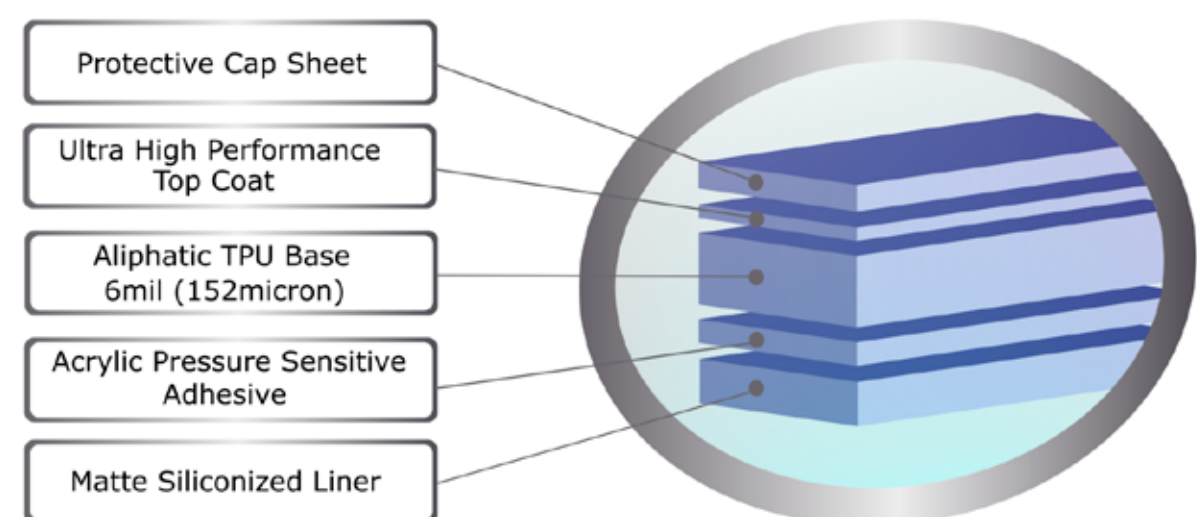 Protective Cap Sheet
Ultra High Performance
Top Coat
Aliphatic TPU Base
6mil (152micron)
Acrylic Pressure Sensitive
Adhesive
Matte Siliconized Liner